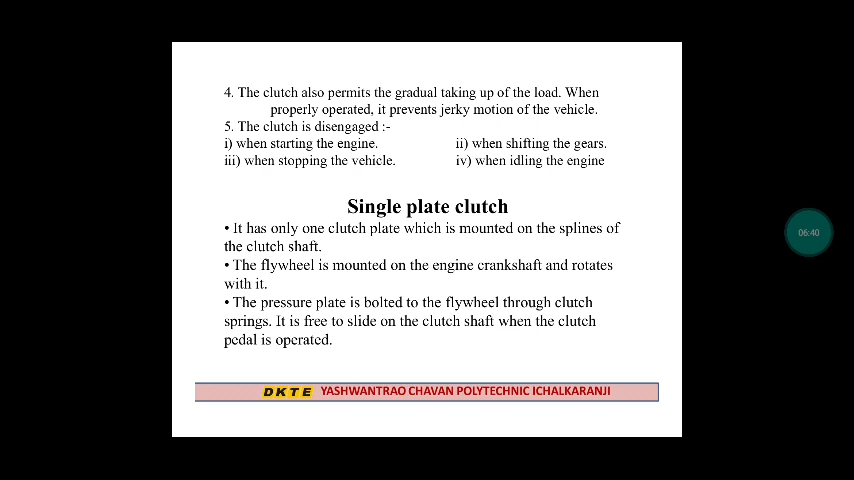 4. The clutch also permits the gradual taking up of the load. When
properly operated, it prevents jerky motion of the vehicle.
5. The clutch is disengaged :-
i) when starting the engine. ii) when shifting the gears.
iii) when stopping the vehicle. iv) when idling the engine
Single plate clutch
• It has only one clutch plate which is mounted on the splines of
the clutch shaft.
• The flywheel is mounted on the engine crankshaft and rotates
with it.
• The pressure plate is bolted to the flywheel through clutch
springs. It is free to slide on the clutch shaft when the clutch
pedal is operated.
DKTE YASHWANTRAO CHAVAN POLYTECHNIC ICHALKARANJI
06:40